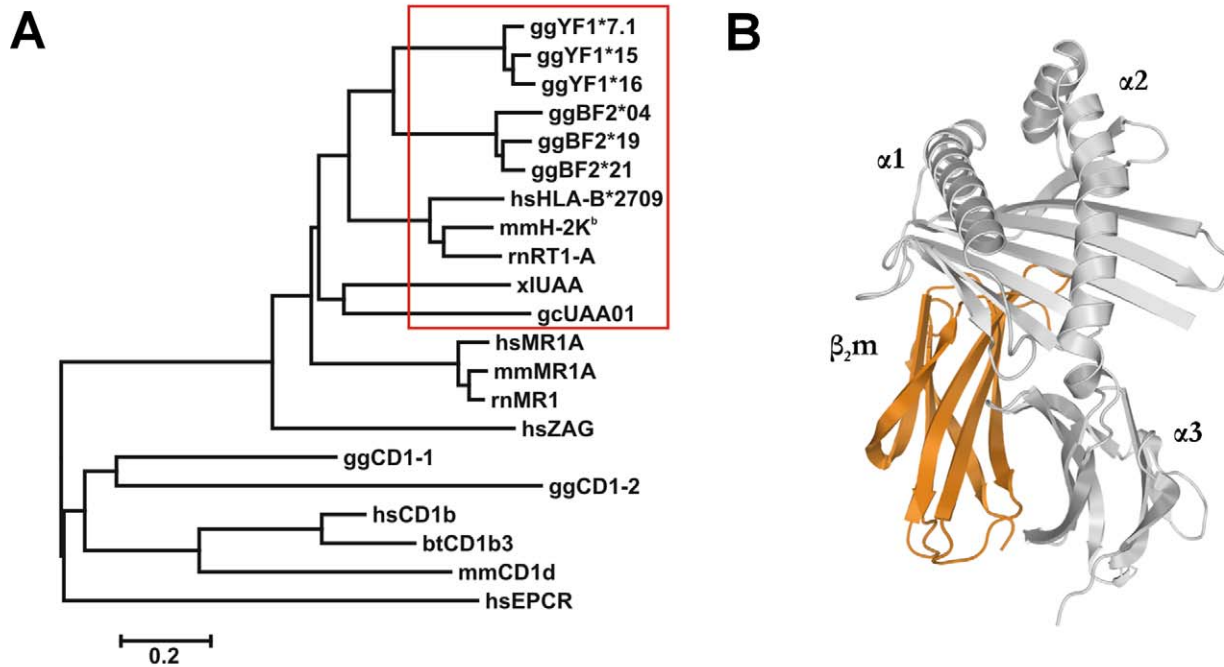 A
ggYF1*7.1
ggYF1*15
ggYF1*16
ggBF2*04
ggBF2*19
ggBF2*21
hsHLA-B*2709
mmH-2Kᵇ
rnRT1-A
xlUAA
gcUAA01
hsMR1A
mmMR1A
rnMR1
hsZAG
ggCD1-1
ggCD1-2
hsCD1b
btCD1b3
mmCD1d
hsEPCR
0.2
B
α2
α1
β₂m
α3